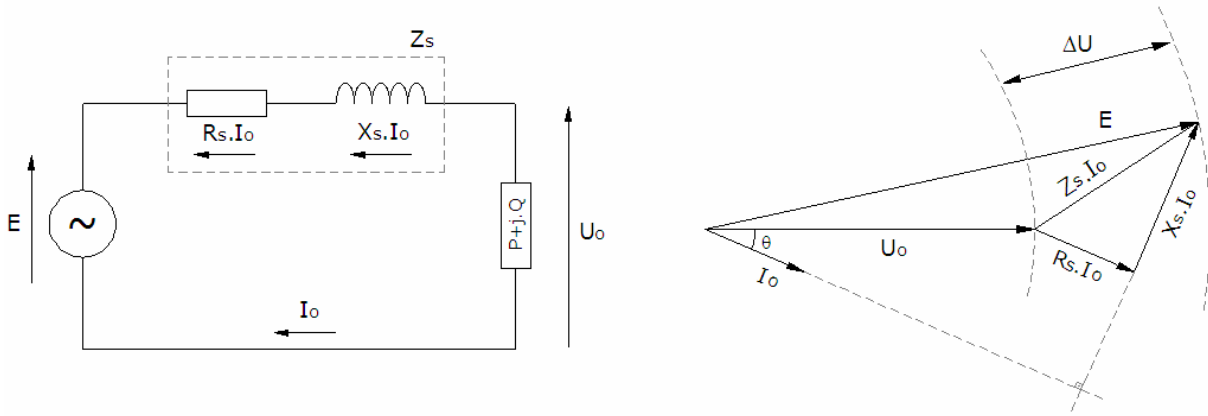 Zs
Rs.Io
Xs.Io
E
~
P+j.Q
Uo
Io
ΔU
E
Zs.Io
Xs.Io
θ
Uo
Io
Rs.Io